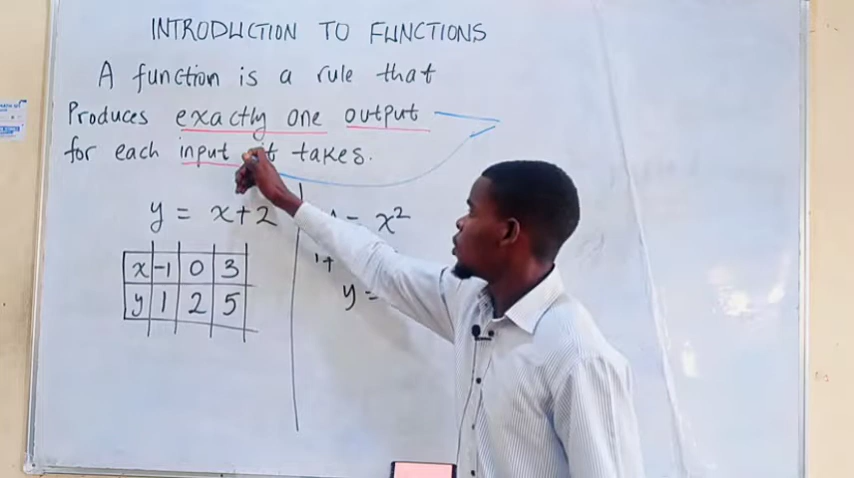 INTRODUCTION TO FUNCTIONS
A function is a rule that
Produces exactly one output
for each input it takes.
y = x+2
x -1 0 3
y 1 2 5
= x²
y =